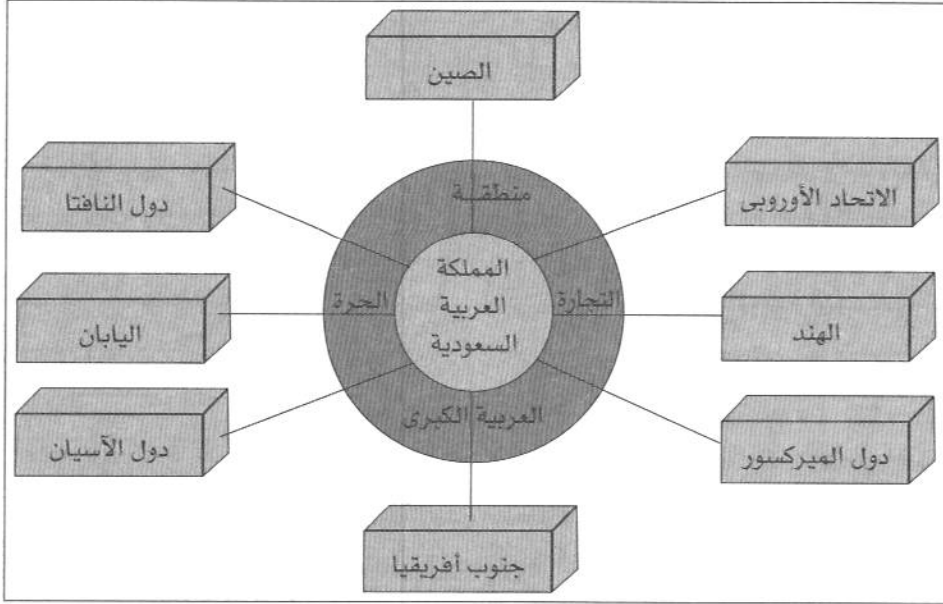 الصين
الاتحاد الأوروبى
دول النافتا
منطقــة
المملكة
العربية
السعودية
التجارة
الحرة
الهند
اليابان
العربية الكبرى
دول الميركسور
دول الآسيان
جنوب أفريقيا